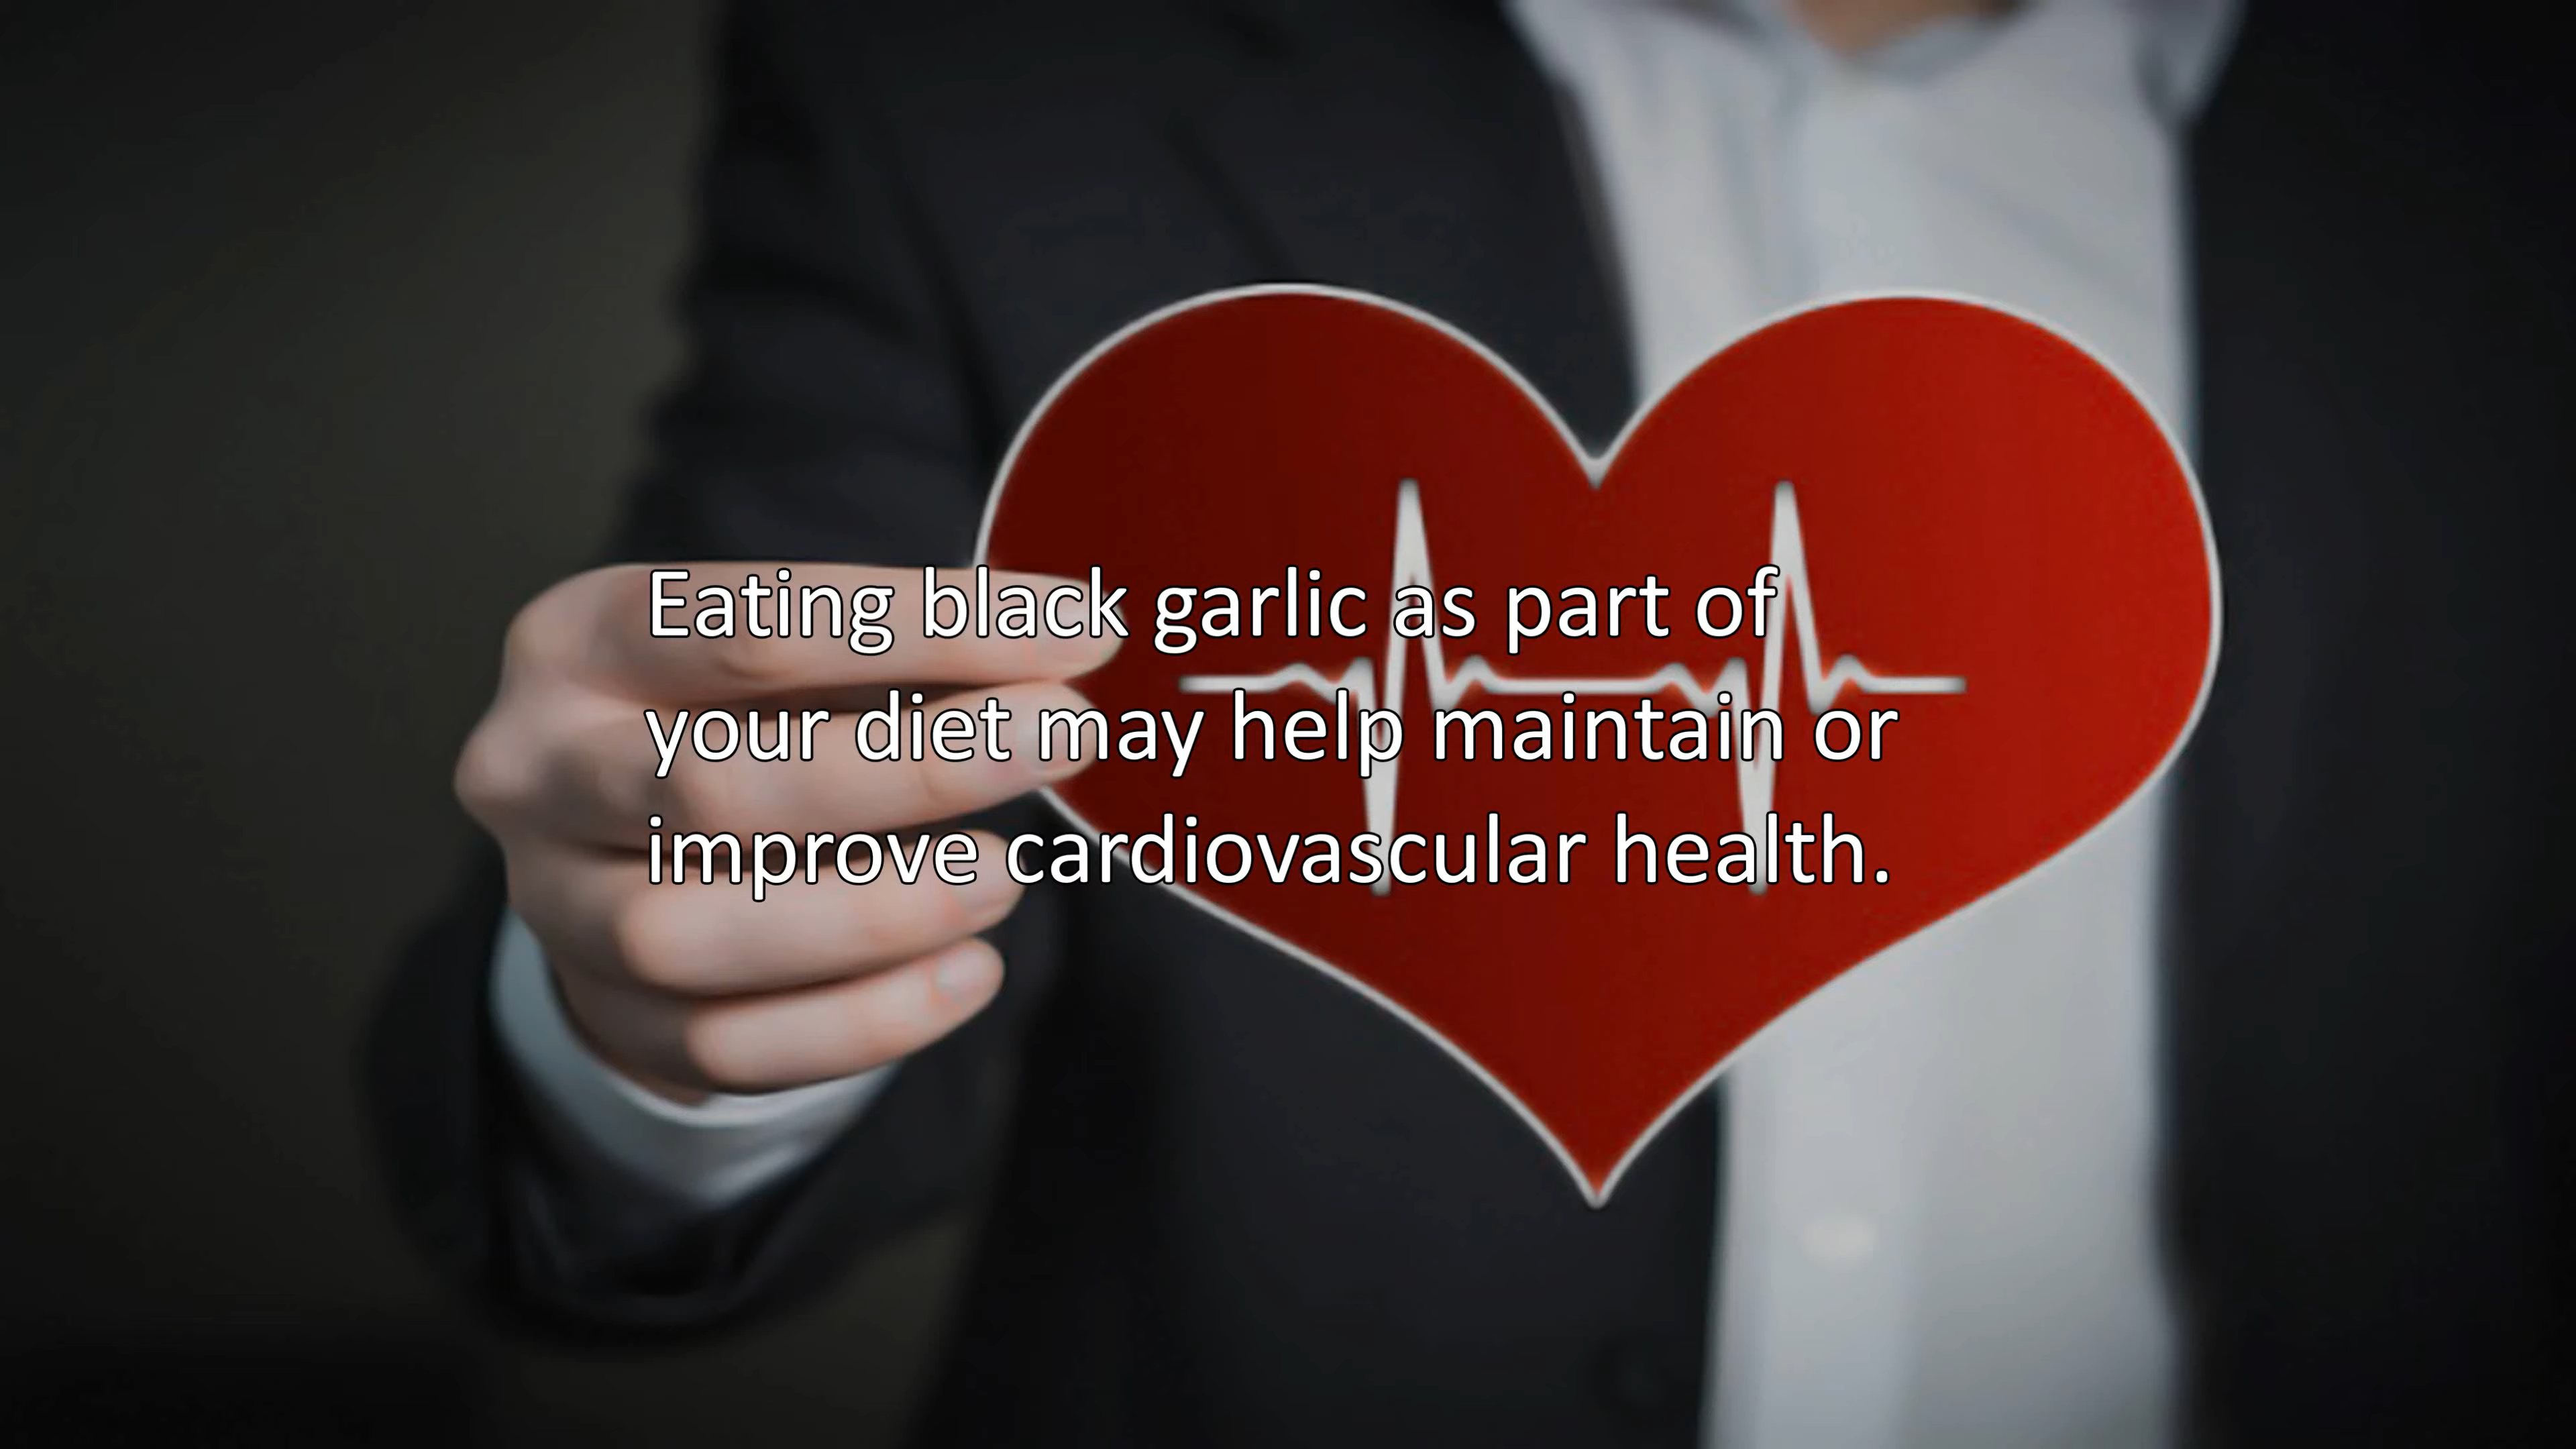 Eating black garlic as part of
your diet may help maintain or
improve cardiovascular health.